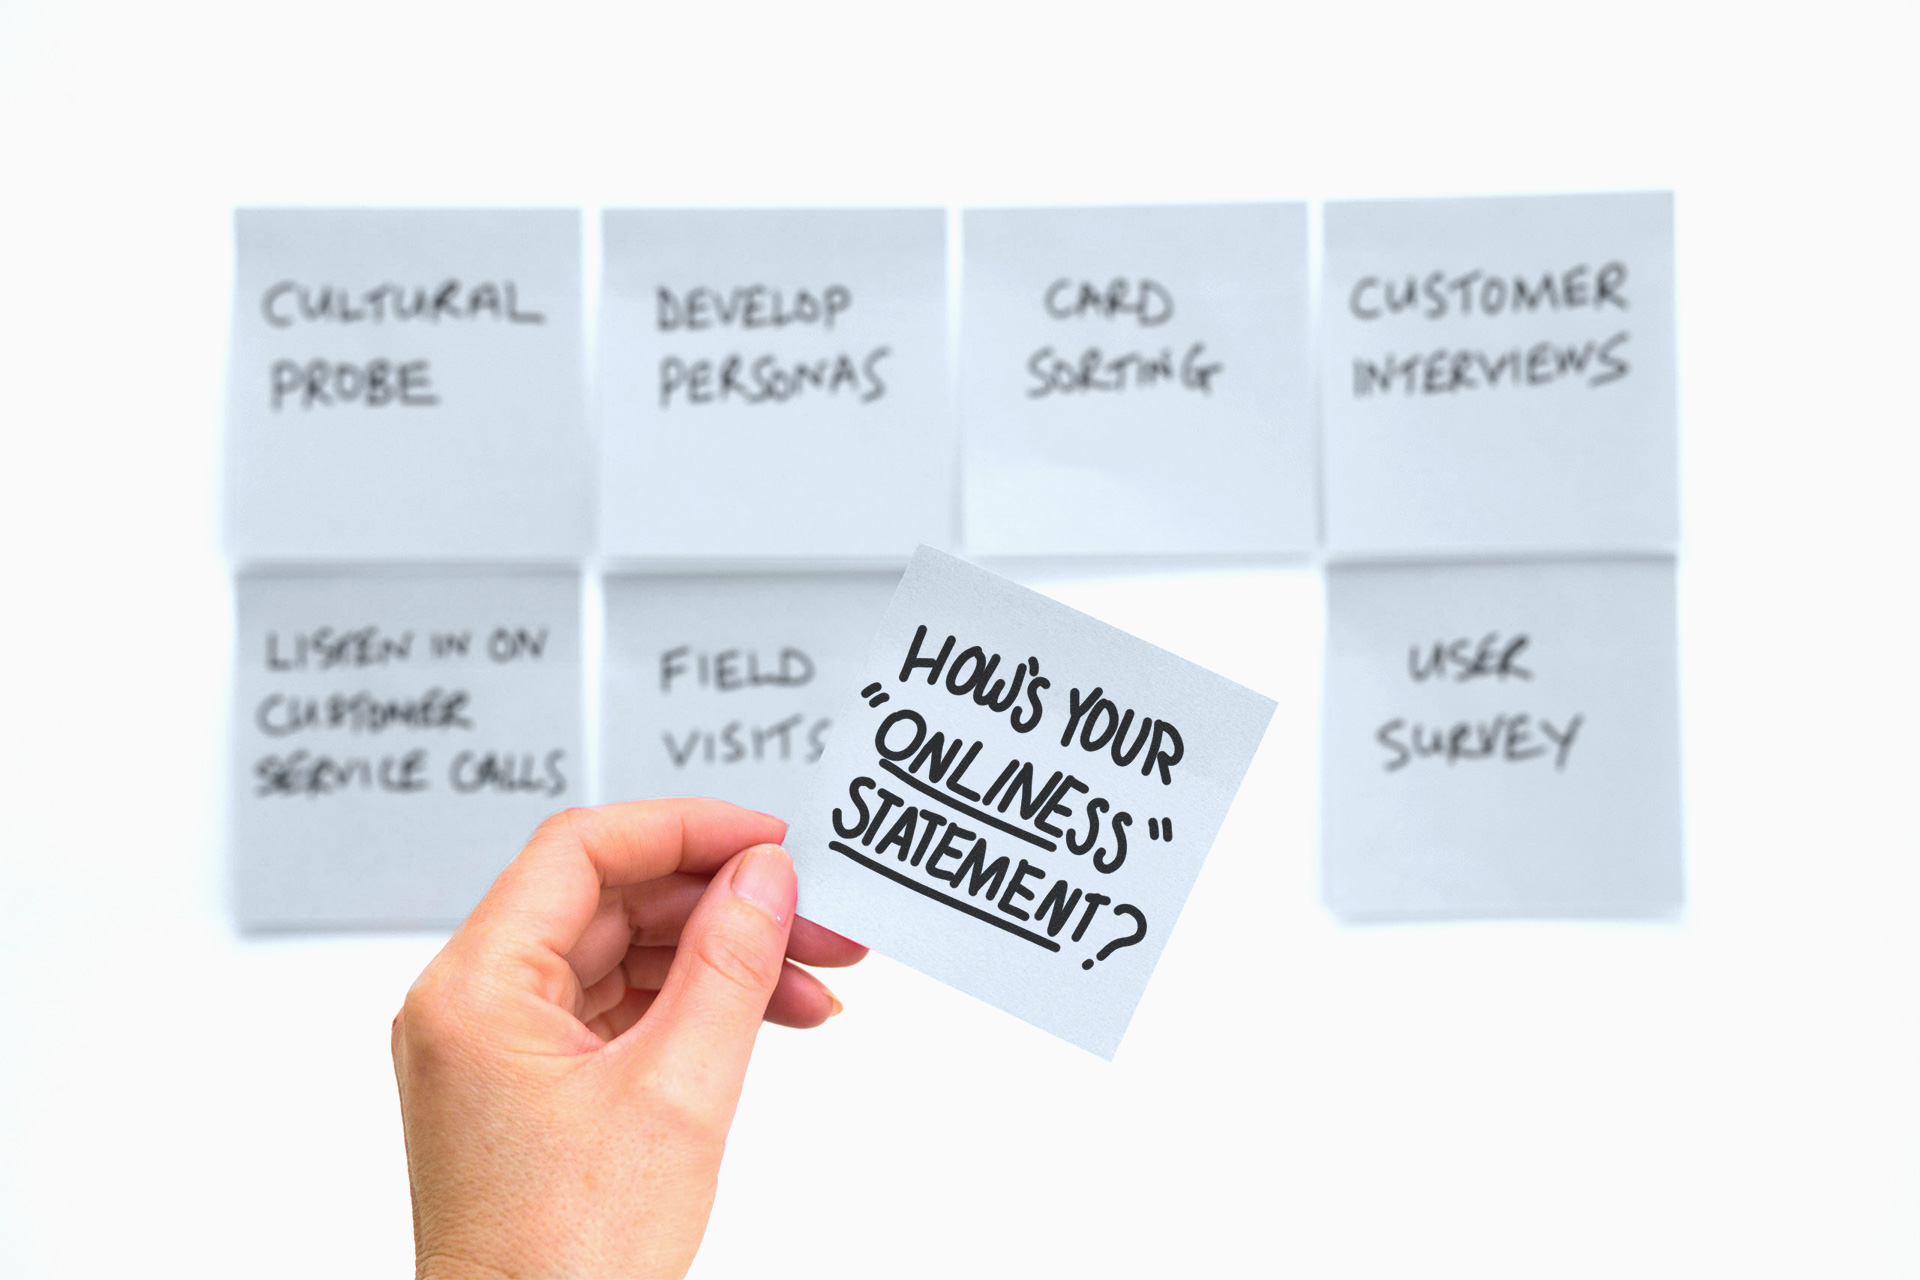 CULTURAL
PROBE
DEVELOP
PERSONAS
CARD
SORTING
CUSTOMER
INTERVIEWS
LISTEN IN ON
CUSTOMER
SERVICE CALLS
FIELD
VISITS
HOW'S YOUR
"ONLINESS"
STATEMENT?
USER
SURVEY